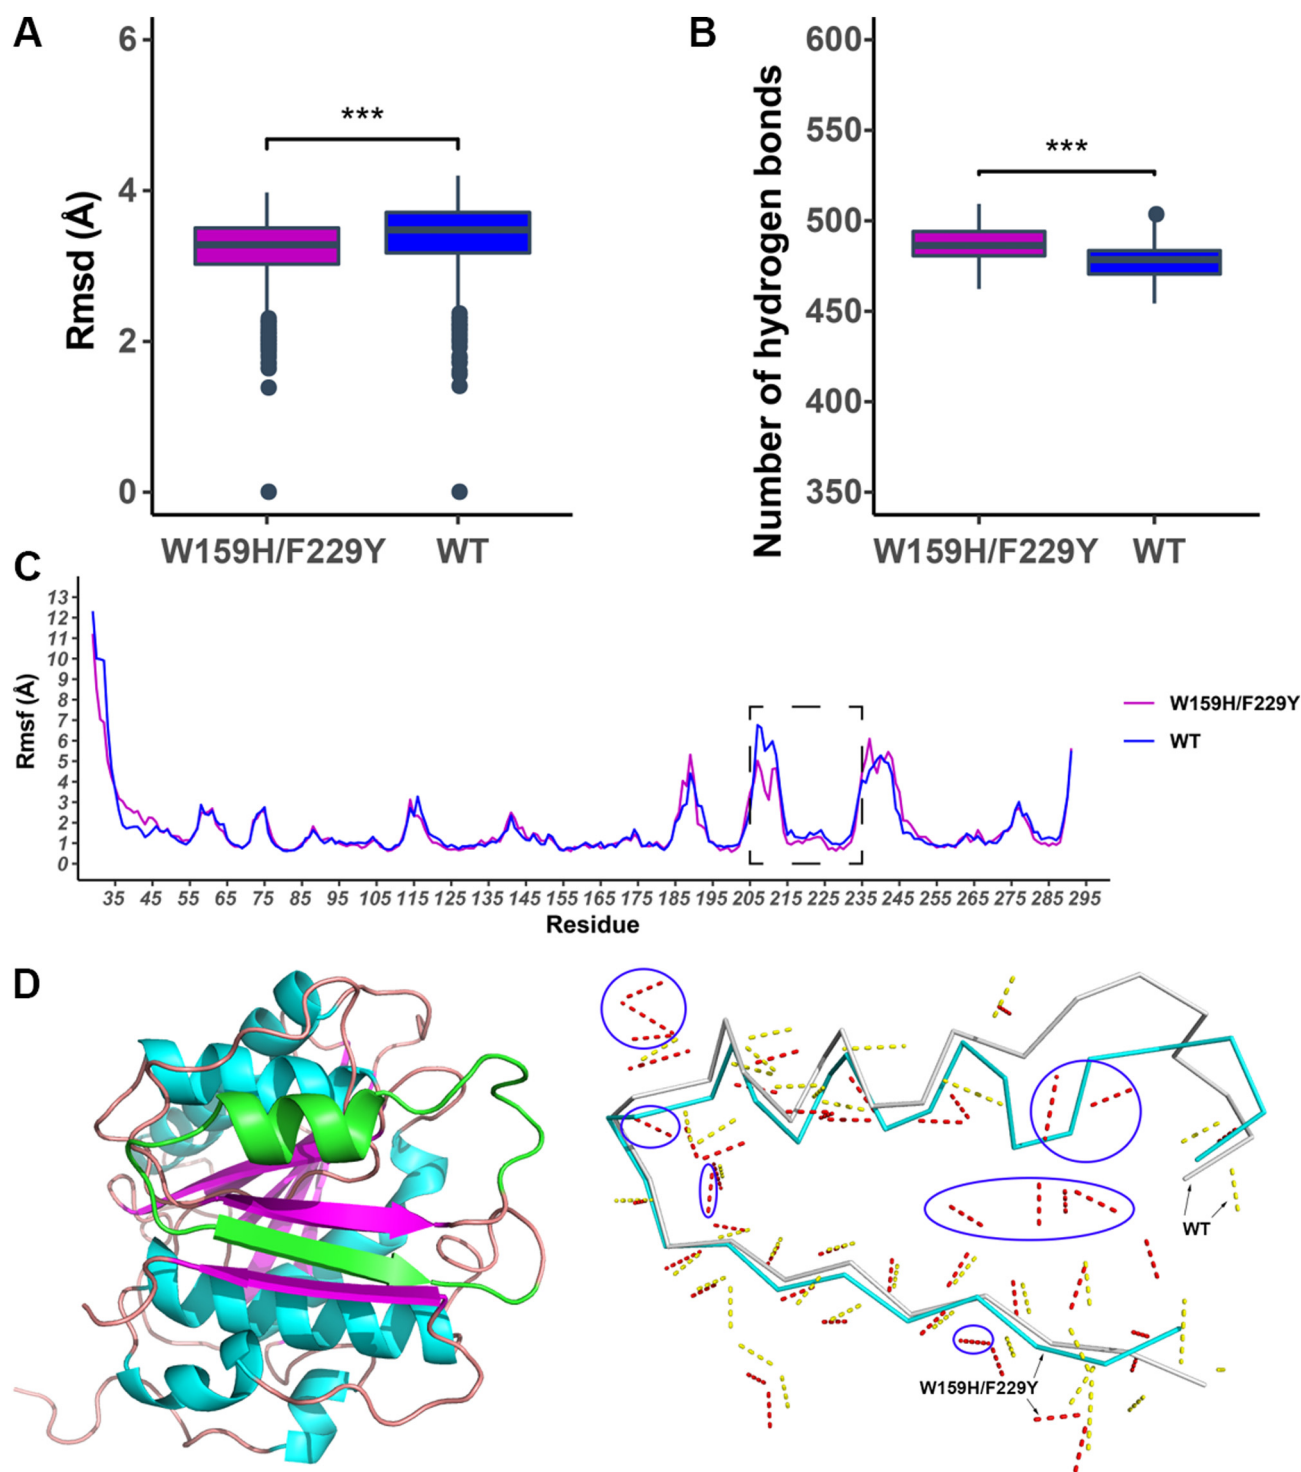 A
Rmsd (Å)
6
4
2
0
***
W159H/F229Y WT
B
Number of hydrogen bonds
600
550
500
450
400
350
***
W159H/F229Y WT
C
Rmsf (Å)
13
12
11
10
9
8
7
6
5
4
3
2
1
0
35 45 55 65 75 85 95 105 115 125 135 145 155 165 175 185 195 205 215 225 235 245 255 265 275 285 295
Residue
W159H/F229Y
WT
D
WT
W159H/F229Y